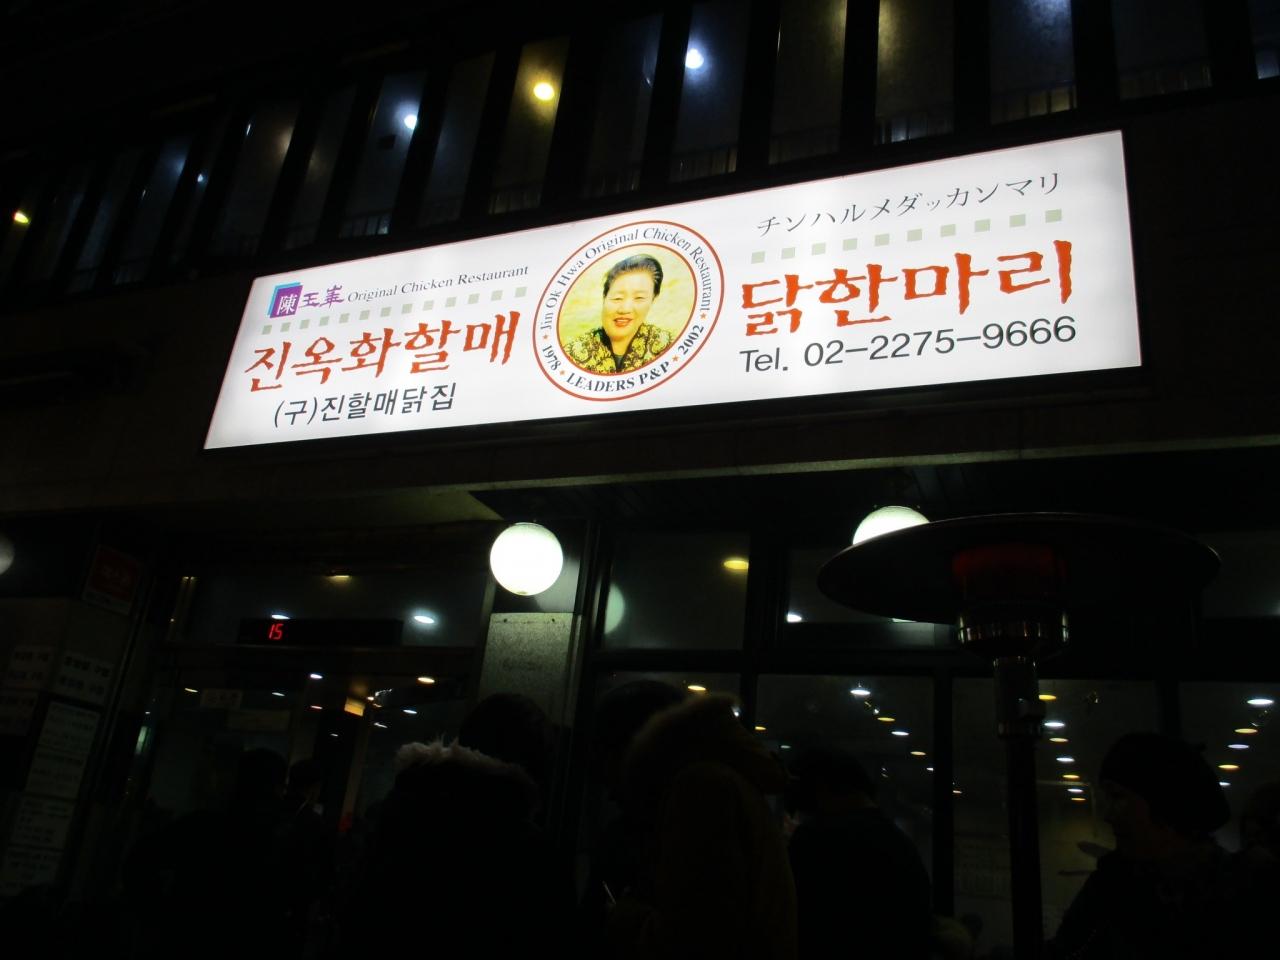 陳玉華 Original Chicken Restaurant
진옥화할매
(구)진할매닭집
Jin Ok Hwa Original Chicken Restaurant
1978 ★ LEADERS P&P ★ 2002
チンハルメダッカンマリ
닭한마리
Tel. 02-2275-9666
15